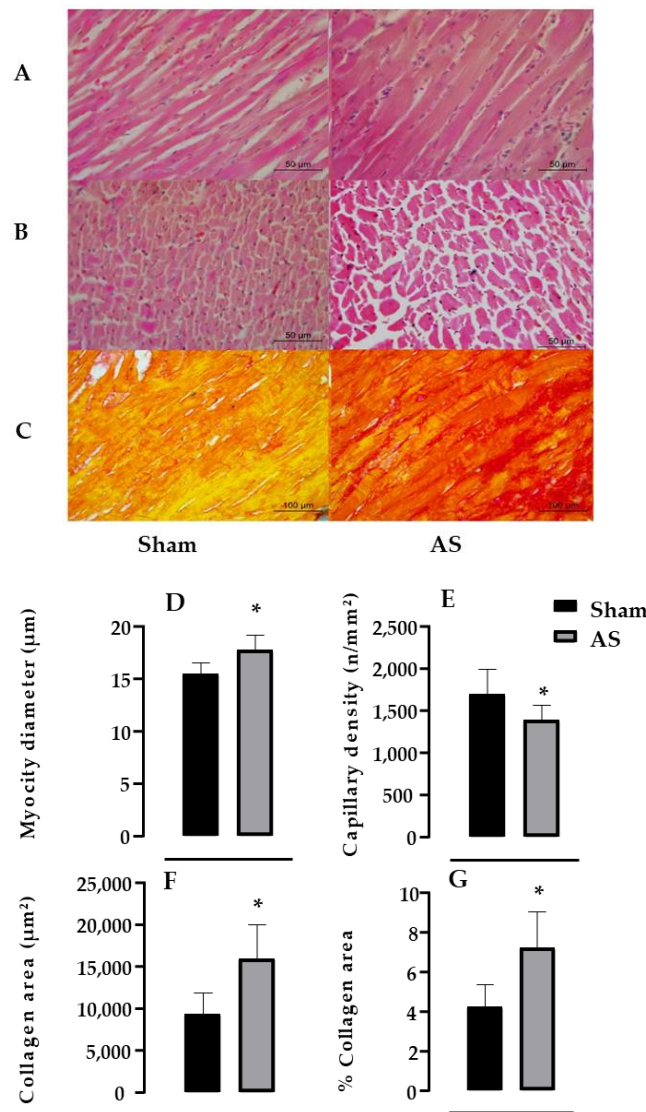 A
50 µm
50 µm
B
50 µm
50 µm
C
100 µm
100 µm
Sham
AS
D
*
Myocity diameter (µm)
20
15
10
5
0
E
Sham
AS
*
Capillary density (n/mm²)
2,500
2,000
1,500
1,000
500
0
F
*
Collagen area (µm²)
25,000
20,000
15,000
10,000
5,000
0
G
*
% Collagen area
10
8
6
4
2
0